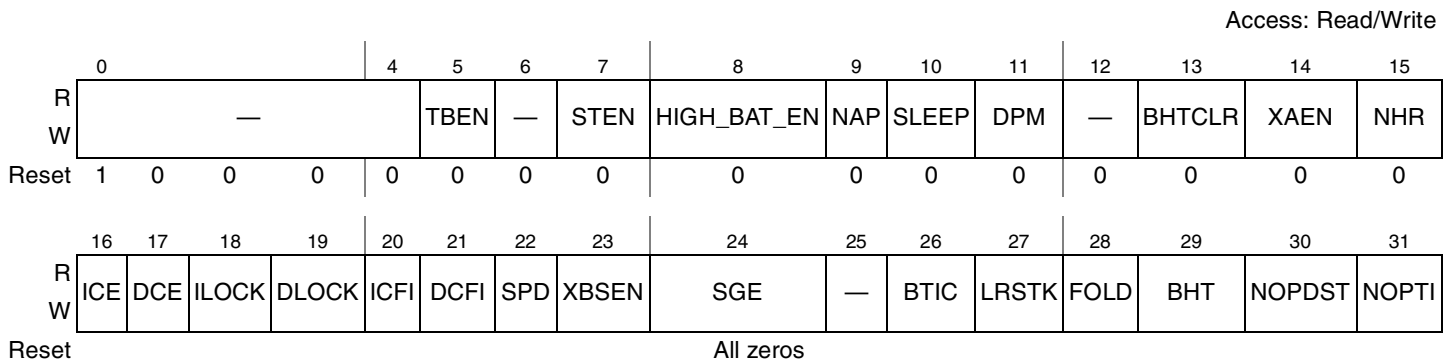 Access: Read/Write
0 4 5 6 7 8 9 10 11 12 13 14 15
R
W
— TBEN — STEN HIGH_BAT_EN NAP SLEEP DPM — BHTCLR XAEN NHR
Reset 1 0 0 0 0 0 0 0 0 0 0 0 0 0 0 0
16 17 18 19 20 21 22 23 24 25 26 27 28 29 30 31
R
W
ICE DCE ILOCK DLOCK ICFI DCFI SPD XBSEN SGE — BTIC LRSTK FOLD BHT NOPDST NOPTI
Reset All zeros